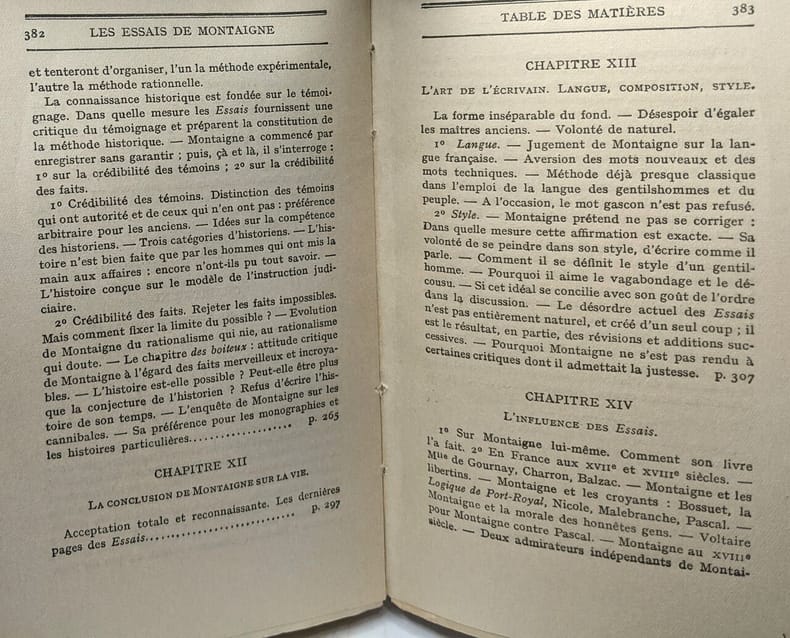 382 LES ESSAIS DE MONTAIGNE
et tenteront d'organiser, l'un la méthode expérimentale,
l'autre la méthode rationnelle.
La connaissance historique est fondée sur le témoi-
gnage. Dans quelle mesure les Essais fournissent une
critique du témoignage et préparent la constitution de
la méthode historique. — Montaigne a commencé par
enregistrer sans garantir ; puis, çà et là, il s'interroge :
1º sur la crédibilité des témoins ; 2º sur la crédibilité
des faits.
1º Crédibilité des témoins. Distinction des témoins
qui ont autorité et de ceux qui n'en ont pas : préférence
arbitraire pour les anciens. — Idées sur la compétence
des historiens. — Trois catégories d'historiens. — L'his-
toire n'est bien faite que par les hommes qui ont mis la
main aux affaires : encore n'ont-ils pu tout savoir. —
L'histoire conçue sur le modèle de l'instruction judi-
ciaire.
2º Crédibilité des faits. Rejeter les faits impossibles.
Mais comment fixer la limite du possible ? — Evolution
de Montaigne du rationalisme qui nie, au rationalisme
qui doute. — Le chapitre des boiteux : attitude critique
de Montaigne à l'égard des faits merveilleux et incroya-
bles. — L'histoire est-elle possible ? Peut-elle être plus
que la conjecture de l'historien ? Refus d'écrire l'his-
toire de son temps. — L'enquête de Montaigne sur les
cannibales. — Sa préférence pour les monographies et
les histoires particulières.................. p. 265
CHAPITRE XII
LA CONCLUSION DE MONTAIGNE SUR LA VIE.
Acceptation totale et reconnaissante. Les dernières
pages des Essais......................... p. 297
TABLE DES MATIÈRES 383
CHAPITRE XIII
L'ART DE L'ÉCRIVAIN. LANGUE, COMPOSITION, STYLE.
La forme inséparable du fond. — Désespoir d'égaler
les maîtres anciens. — Volonté de naturel.
1º Langue. — Jugement de Montaigne sur la lan-
gue française. — Aversion des mots nouveaux et des
mots techniques. — Méthode déjà presque classique
dans l'emploi de la langue des gentilshommes et du
peuple. — A l'occasion, le mot gascon n'est pas refusé.
2º Style. — Montaigne prétend ne pas se corriger :
Dans quelle mesure cette affirmation est exacte. — Sa
volonté de se peindre dans son style, d'écrire comme il
parle. — Comment il se définit le style d'un gentil-
homme. — Pourquoi il aime le vagabondage et le dé-
cousu. — Si cet idéal se concilie avec son goût de l'ordre
dans la discussion. — Le désordre actuel des Essais
n'est pas entièrement naturel, et créé d'un seul coup ; il
est le résultat, en partie, des révisions et additions suc-
cessives. — Pourquoi Montaigne ne s'est pas rendu à
certaines critiques dont il admettait la justesse. p. 307
CHAPITRE XIV
L'INFLUENCE DES Essais.
1º Sur Montaigne lui-même. Comment son livre
l'a fait. 2º En France aux XVIIe et XVIIIe siècles. —
Mlle de Gournay, Charron, Balzac. — Montaigne et les
libertins. — Montaigne et les croyants : Bossuet, la
Logique de Port-Royal, Nicole, Malebranche, Pascal. —
Montaigne et la morale des honnêtes gens. — Voltaire
pour Montaigne contre Pascal. — Montaigne au XVIIIe
siècle. — Deux admirateurs indépendants de Montai-